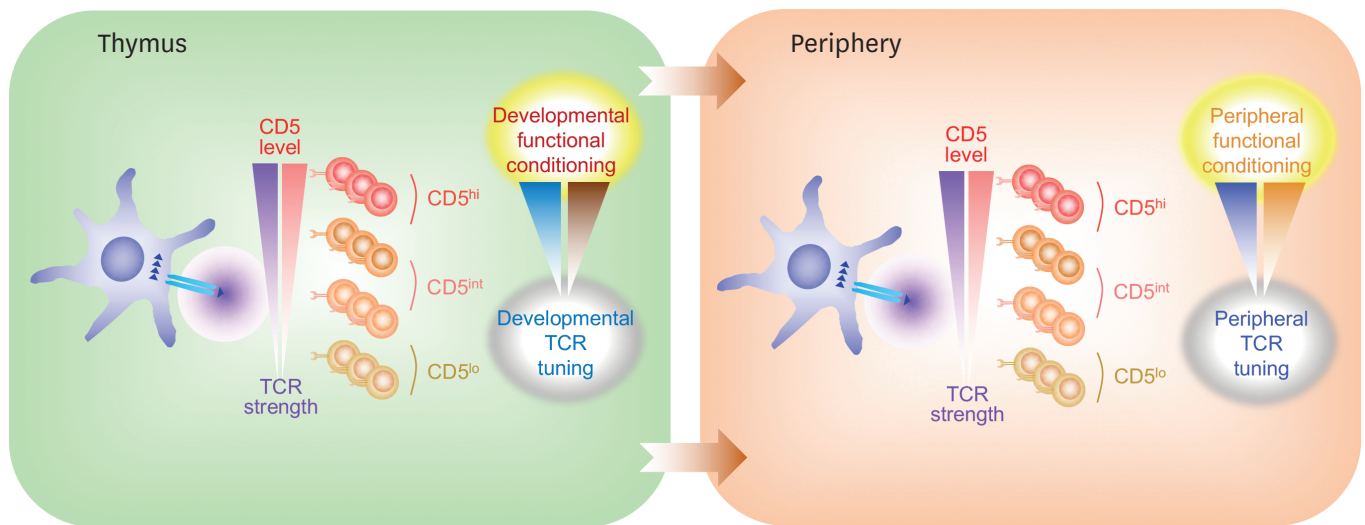 Thymus
CD5
level
CD5hi
CD5int
CD5lo
TCR
strength
Developmental
functional
conditioning
Developmental
TCR
tuning
Periphery
CD5
level
CD5hi
CD5int
CD5lo
TCR
strength
Peripheral
functional
conditioning
Peripheral
TCR
tuning